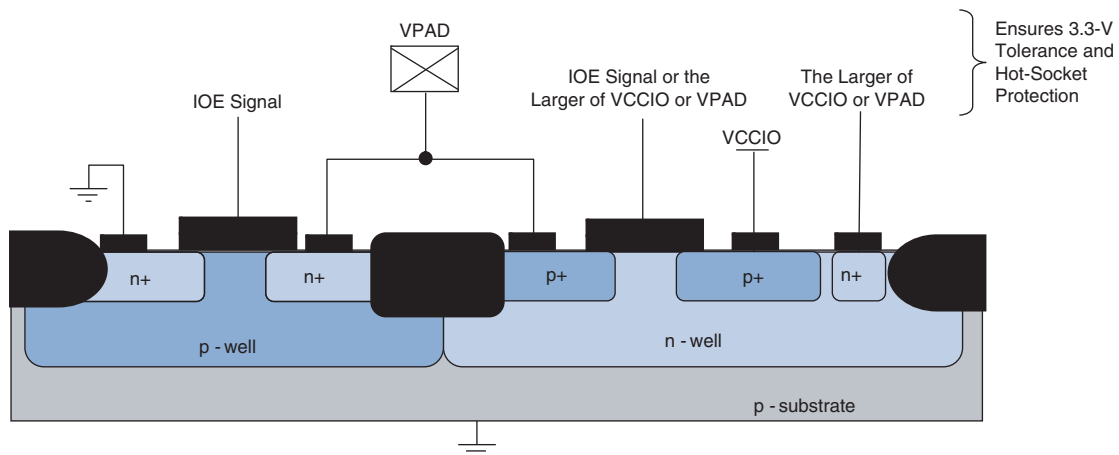 VPAD
IOE Signal
IOE Signal or the
Larger of VCCIO or VPAD
The Larger of
VCCIO or VPAD
Ensures 3.3-V
Tolerance and
Hot-Socket
Protection
VCCIO
n+
n+
p+
p+
n+
p - well
n - well
p - substrate